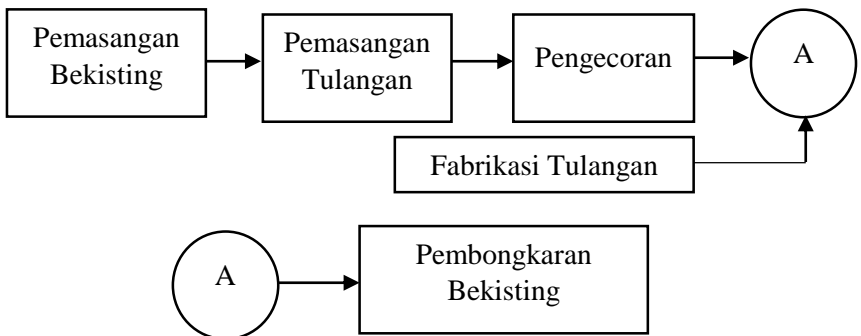 Pemasangan
Bekisting
Pemasangan
Tulangan
Pengecoran
A
Fabrikasi Tulangan
A
Pembongkaran
Bekisting